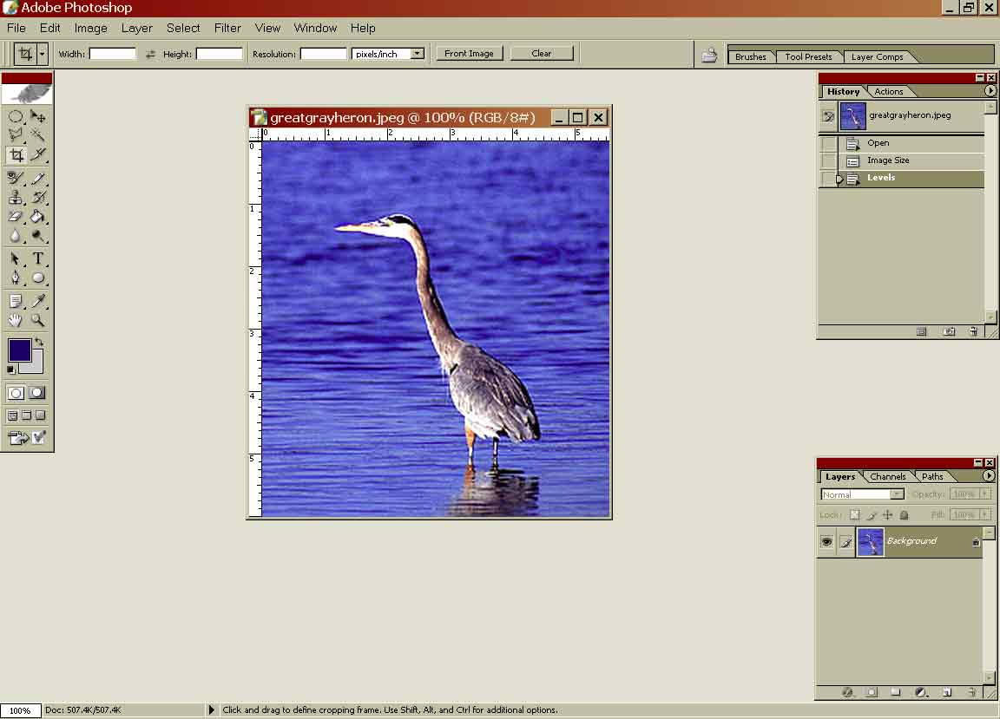 Adobe Photoshop
File Edit Image Layer Select Filter View Window Help
Width: Height: Resolution: pixels/inch Front Image Clear Brushes Tool Presets Layer Comps
greatgrayheron.jpeg @ 100% (RGB/8#)
0 1 2 3 4 5
0
1
2
3
4
5
T
History Actions
greatgrayheron.jpeg
Open
Image Size
Levels
Layers Channels Paths
Normal Opacity: 100%
Lock: Fill: 100%
Background
100% Doc: 507.4K/507.4K Click and drag to define cropping frame. Use Shift, Alt, and Ctrl for additional options.